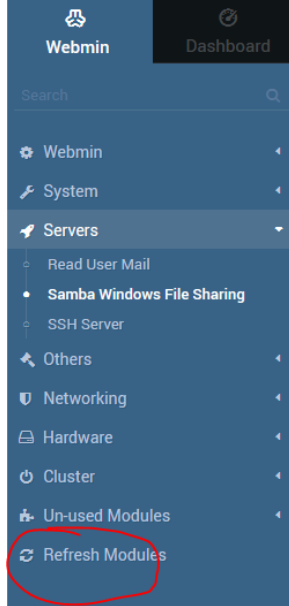 Webmin
Dashboard
Search
Webmin
System
Servers
Read User Mail
Samba Windows File Sharing
SSH Server
Others
Networking
Hardware
Cluster
Un-used Modules
Refresh Modules